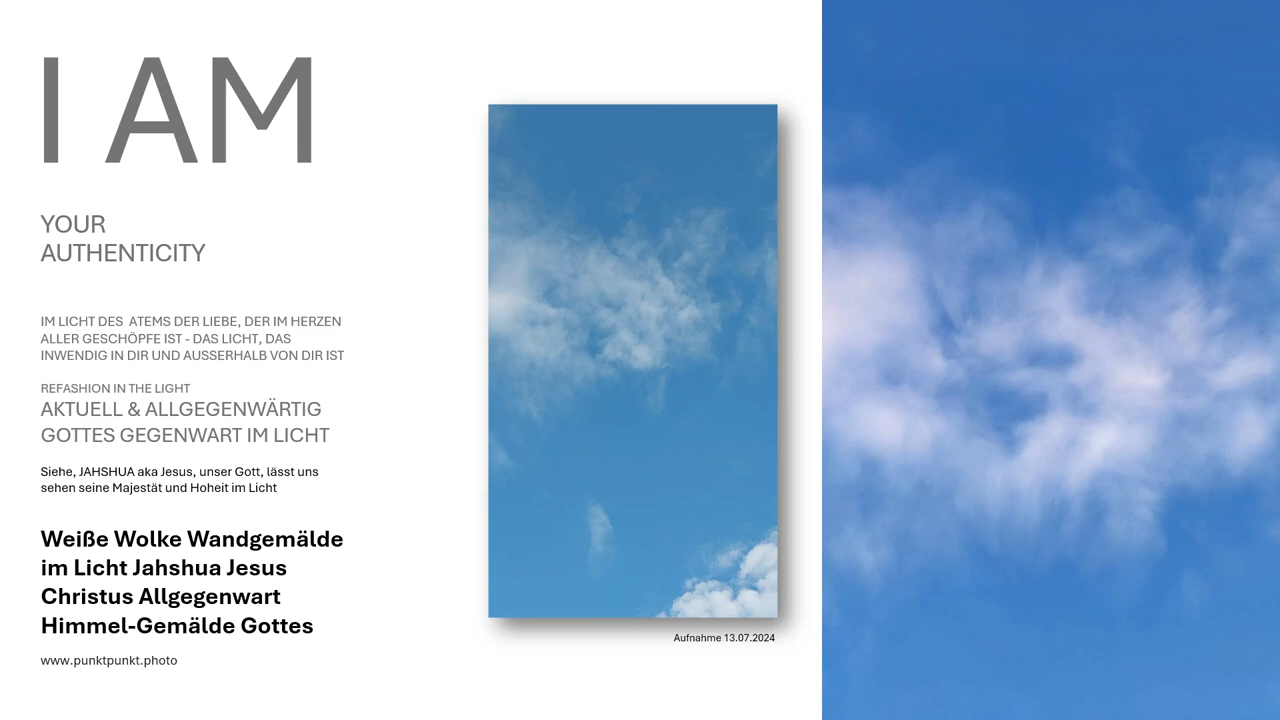 I AM
YOUR
AUTHENTICITY
IM LICHT DES  ATEMS DER LIEBE, DER IM HERZEN
ALLER GESCHÖPFE IST - DAS LICHT, DAS
INWENDIG IN DIR UND AUSSERHALB VON DIR IST
REFASHION IN THE LIGHT
AKTUELL & ALLGEGENWÄRTIG
GOTTES GEGENWART IM LICHT
Siehe, JAHSHUA aka Jesus, unser Gott, lässt uns
sehen seine Majestät und Hoheit im Licht
Weiße Wolke Wandgemälde
im Licht Jahshua Jesus
Christus Allgegenwart
Himmel-Gemälde Gottes
www.punktpunkt.photo
Aufnahme 13.07.2024